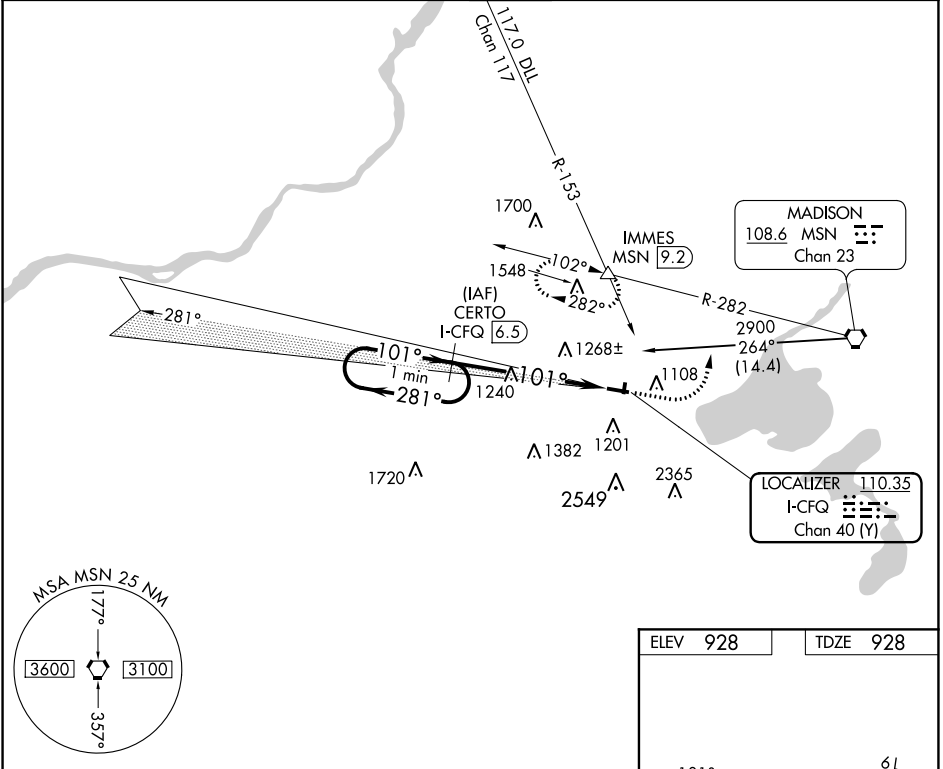 117.0 DLL
Chan 117
R-153
1700
IMMES
MSN 9.2
MADISON
108.6 MSN
Chan 23
102°
1548
282°
R-282
(IAF)
CERTO
I-CFQ 6.5
281°
2900
264°
(14.4)
1268±
101°
1 min
281°
101°
1240
1108
1201
1382
1720
2549
2365
LOCALIZER 110.35
I-CFQ
Chan 40 (Y)
MSA MSN 25 NM
177°
3600
3100
357°
ELEV 928
TDZE 928